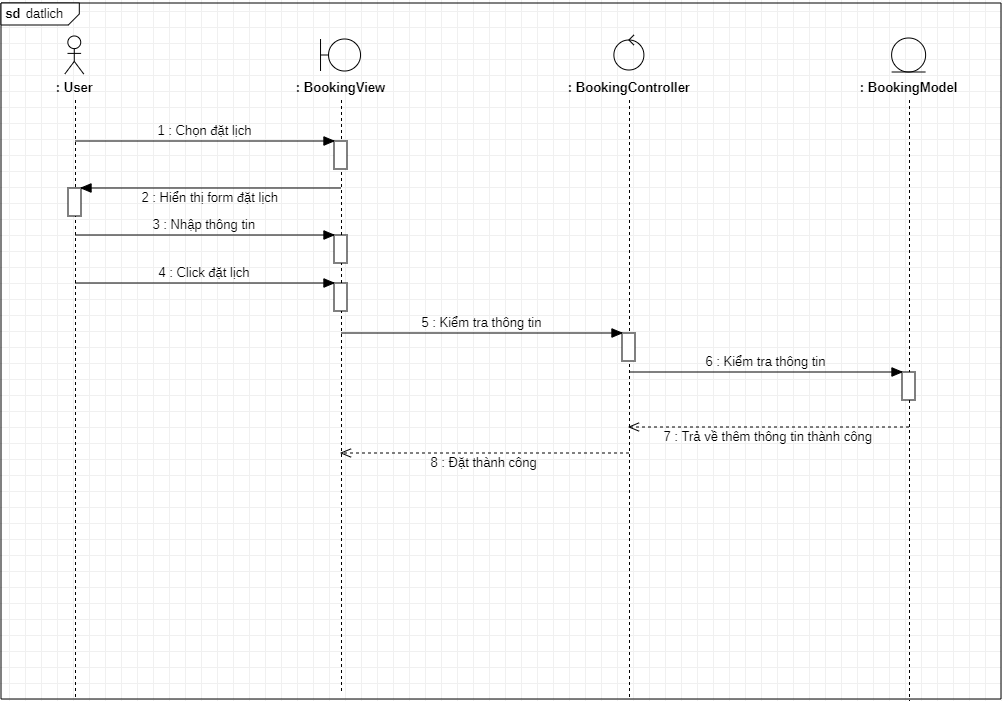 sd datlich
: User
: BookingView
: BookingController
: BookingModel
1 : Chọn đặt lịch
2 : Hiển thị form đặt lịch
3 : Nhập thông tin
4 : Click đặt lịch
5 : Kiểm tra thông tin
6 : Kiểm tra thông tin
7 : Trả về thêm thông tin thành công
8 : Đặt thành công